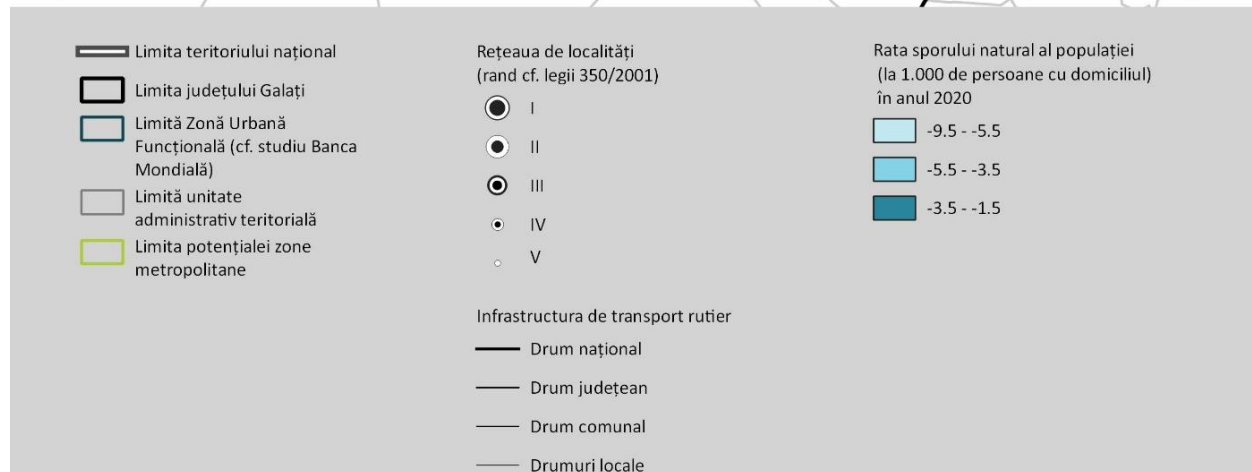 Limita teritoriului național
Limita județului Galați
Limită Zonă Urbană
Funcțională (cf. studiu Banca
Mondială)
Limită unitate
administrativ teritorială
Limita potențialei zone
metropolitane
Rețeaua de localități
(rand cf. legii 350/2001)
I
II
III
IV
V
Infrastructura de transport rutier
Drum național
Drum județean
Drum comunal
Drumuri locale
Rata sporului natural al populației
(la 1.000 de persoane cu domiciliul)
în anul 2020
-9.5 - -5.5
-5.5 - -3.5
-3.5 - -1.5